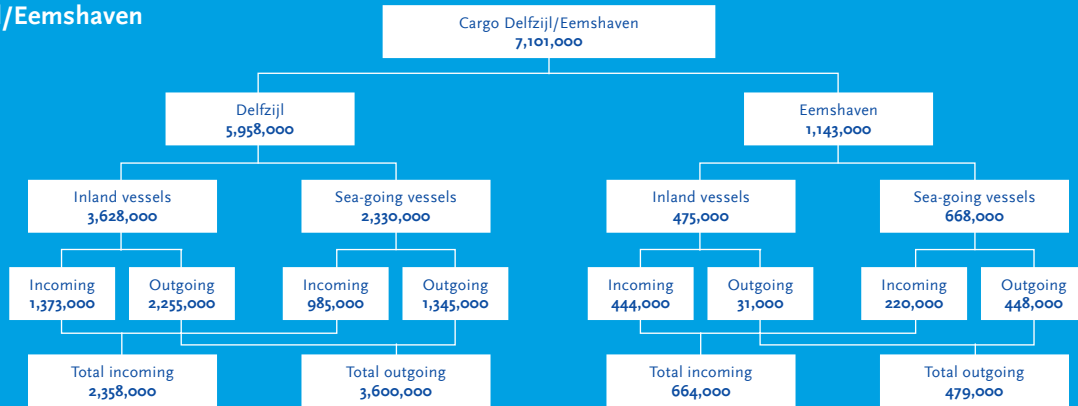 /Eemshaven
Cargo Delfzijl/Eemshaven
7,101,000
Delfzijl
5,958,000
Eemshaven
1,143,000
Inland vessels
3,628,000
Sea-going vessels
2,330,000
Inland vessels
475,000
Sea-going vessels
668,000
Incoming
1,373,000
Outgoing
2,255,000
Incoming
985,000
Outgoing
1,345,000
Incoming
444,000
Outgoing
31,000
Incoming
220,000
Outgoing
448,000
Total incoming
2,358,000
Total outgoing
3,600,000
Total incoming
664,000
Total outgoing
479,000